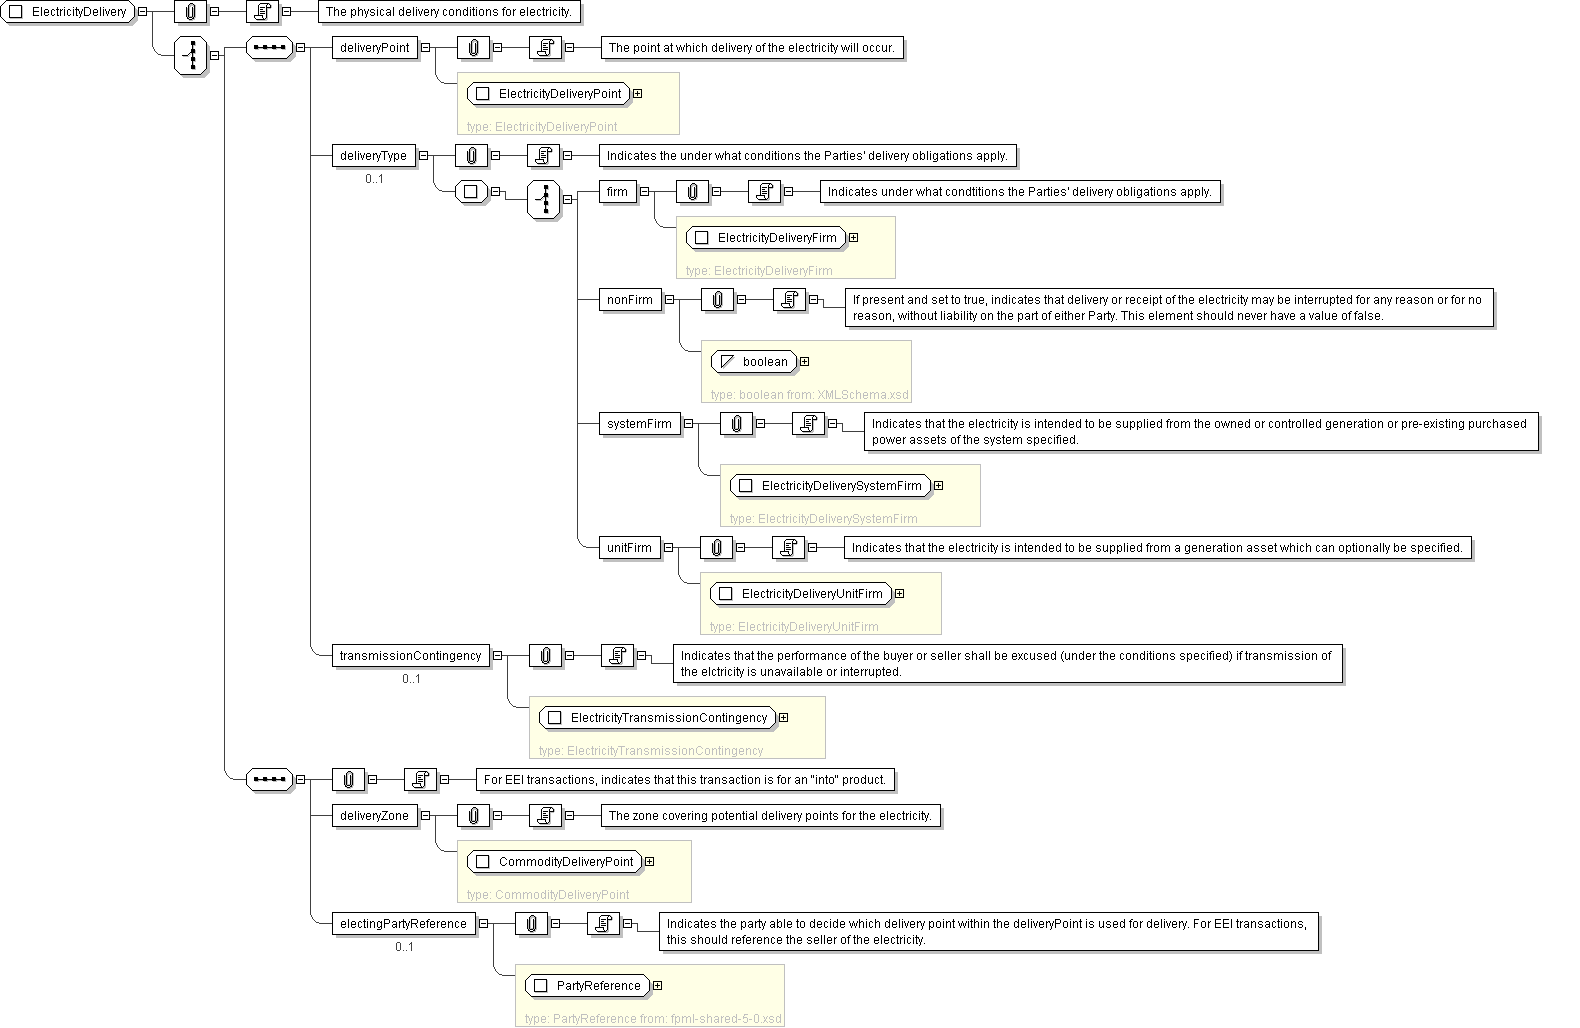 ElectricityDelivery
The physical delivery conditions for electricity.
deliveryPoint
The point at which delivery of the electricity will occur.
ElectricityDeliveryPoint
type: ElectricityDeliveryPoint
deliveryType
Indicates the under what conditions the Parties' delivery obligations apply.
0..1
firm
Indicates under what condtitions the Parties' delivery obligations apply.
ElectricityDeliveryFirm
type: ElectricityDeliveryFirm
nonFirm
If present and set to true, indicates that delivery or receipt of the electricity may be interrupted for any reason or for no
reason, without liability on the part of either Party. This element should never have a value of false.
boolean
type: boolean from: XMLSchema.xsd
systemFirm
Indicates that the electricity is intended to be supplied from the owned or controlled generation or pre-existing purchased
power assets of the system specified.
ElectricityDeliverySystemFirm
type: ElectricityDeliverySystemFirm
unitFirm
Indicates that the electricity is intended to be supplied from a generation asset which can optionally be specified.
ElectricityDeliveryUnitFirm
type: ElectricityDeliveryUnitFirm
transmissionContingency
Indicates that the performance of the buyer or seller shall be excused (under the conditions specified) if transmission of
the elctricity is unavailable or interrupted.
0..1
ElectricityTransmissionContingency
type: ElectricityTransmissionContingency
For EEI transactions, indicates that this transaction is for an "into" product.
deliveryZone
The zone covering potential delivery points for the electricity.
CommodityDeliveryPoint
type: CommodityDeliveryPoint
electingPartyReference
Indicates the party able to decide which delivery point within the deliveryPoint is used for delivery. For EEI transactions,
this should reference the seller of the electricity.
0..1
PartyReference
type: PartyReference from: fpml-shared-5-0.xsd